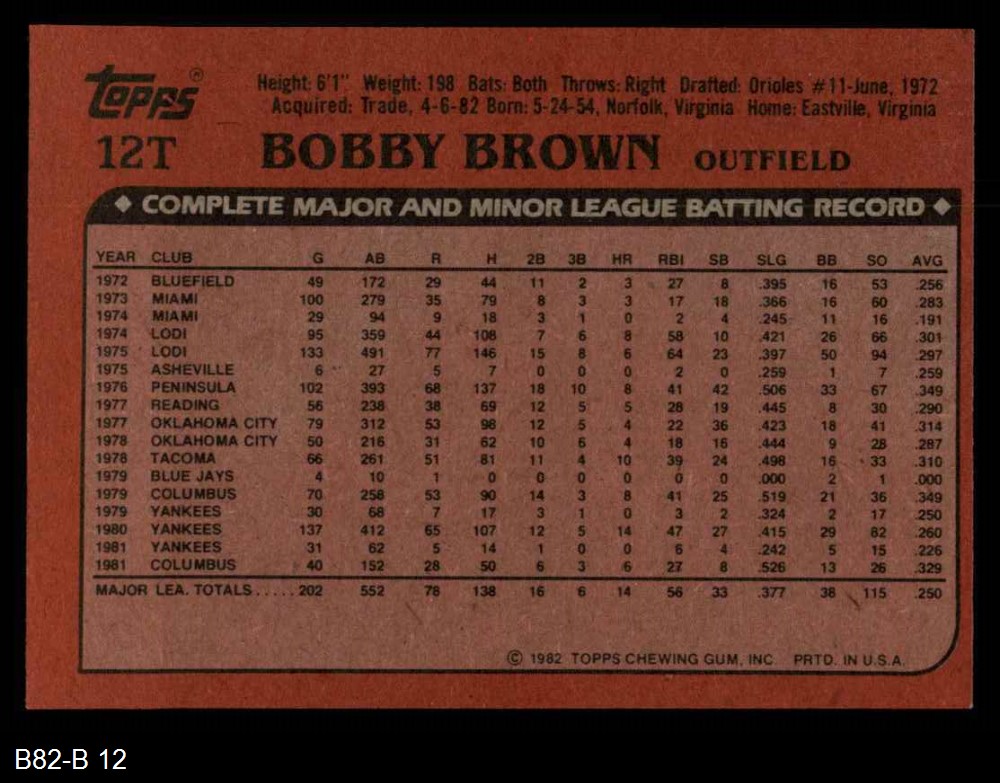 Topps ® Height: 6'1" Weight: 198 Bats: Both Throws: Right Drafted: Orioles #11-June, 1972
Acquired: Trade, 4-6-82 Born: 5-24-54, Norfolk, Virginia Home: Eastville, Virginia
12T BOBBY BROWN OUTFIELD
◆ COMPLETE MAJOR AND MINOR LEAGUE BATTING RECORD ◆
YEAR CLUB G AB R H 2B 3B HR RBI SB SLG BB SO AVG
1972 BLUEFIELD 49 172 29 44 11 2 3 27 8 .395 16 53 .256
1973 MIAMI 100 279 35 79 8 3 3 17 18 .366 16 60 .283
1974 MIAMI 29 94 9 18 3 1 0 2 4 .245 11 16 .191
1974 LODI 95 359 44 108 7 6 8 58 10 .421 26 66 .301
1975 LODI 133 491 77 146 15 8 6 64 23 .397 50 94 .297
1975 ASHEVILLE 6 27 5 7 0 0 0 2 0 .259 1 7 .259
1976 PENINSULA 102 393 68 137 18 10 8 41 42 .506 33 67 .349
1977 READING 56 238 38 69 12 5 5 28 19 .445 8 30 .290
1977 OKLAHOMA CITY 79 312 53 98 12 5 4 22 36 .423 18 41 .314
1978 OKLAHOMA CITY 50 216 31 62 10 6 4 18 16 .444 9 28 .287
1978 TACOMA 66 261 51 81 11 4 10 39 24 .498 16 33 .310
1979 BLUE JAYS 4 10 1 0 0 0 0 0 0 .000 2 1 .000
1979 COLUMBUS 70 258 53 90 14 3 8 41 25 .519 21 36 .349
1979 YANKEES 30 68 7 17 3 1 0 3 2 .324 2 17 .250
1980 YANKEES 137 412 65 107 12 5 14 47 27 .415 29 82 .260
1981 YANKEES 31 62 5 14 1 0 0 6 4 .242 5 15 .226
1981 COLUMBUS 40 152 28 50 6 3 6 27 8 .526 13 26 .329
MAJOR LEA. TOTALS..... 202 552 78 138 16 6 14 56 33 .377 38 115 .250
© 1982 TOPPS CHEWING GUM, INC PRTD. IN U.S.A.
B82-B 12